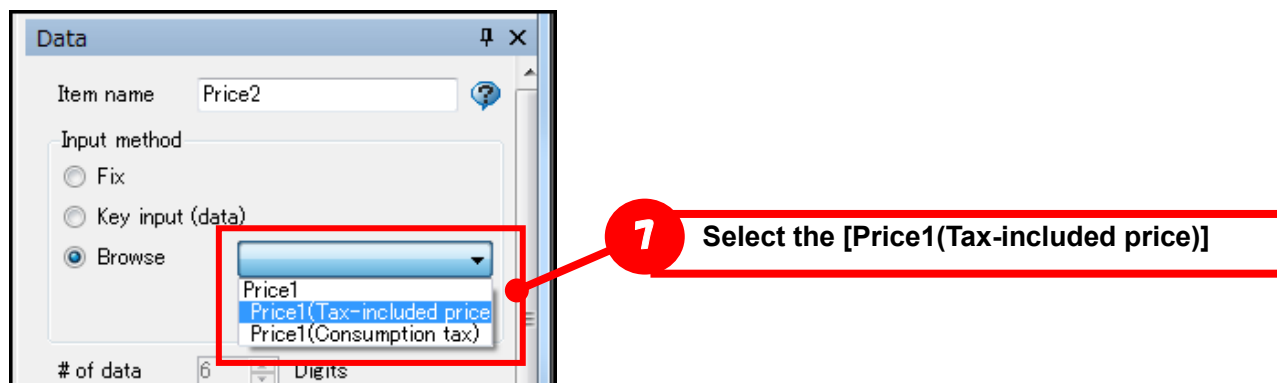 Data
Item name Price2
Input method
Fix
Key input (data)
Browse
Price1
Price1(Tax-included price
Price1(Consumption tax)
# of data 6 Digits
7 Select the [Price1(Tax-included price)]